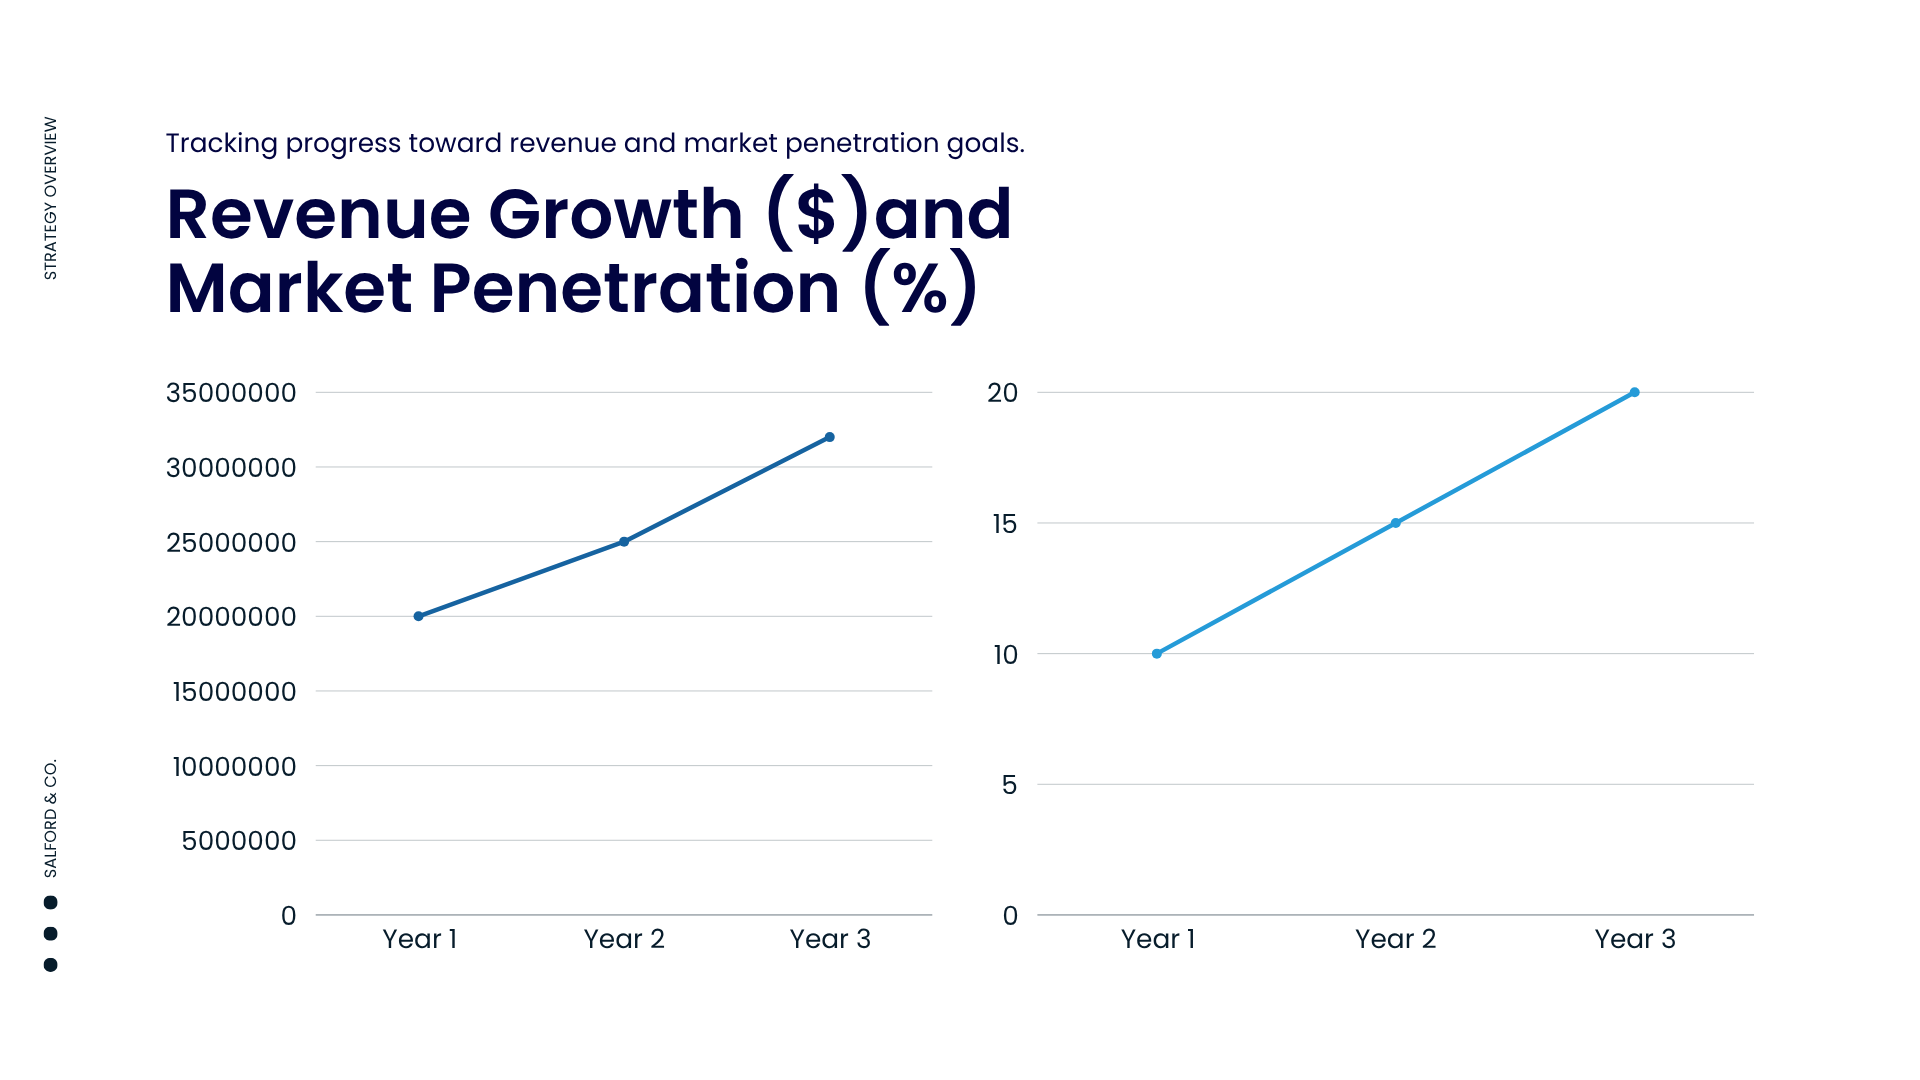 STRATEGY OVERVIEW
Tracking progress toward revenue and market penetration goals.
Revenue Growth ($)and
Market Penetration (%)
35000000
30000000
25000000
20000000
15000000
10000000
5000000
0
Year 1 Year 2 Year 3
20
15
10
5
0
Year 1 Year 2 Year 3
SALFORD & CO.